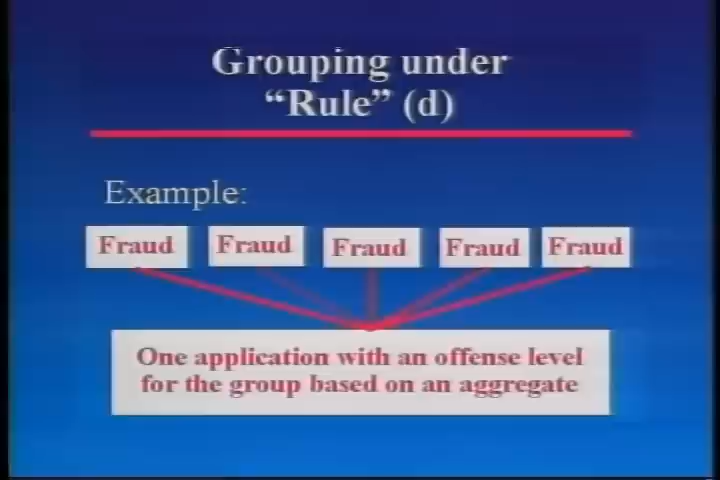 Grouping under
“Rule” (d)
Example:
Fraud Fraud Fraud Fraud Fraud
One application with an offense level
for the group based on an aggregate